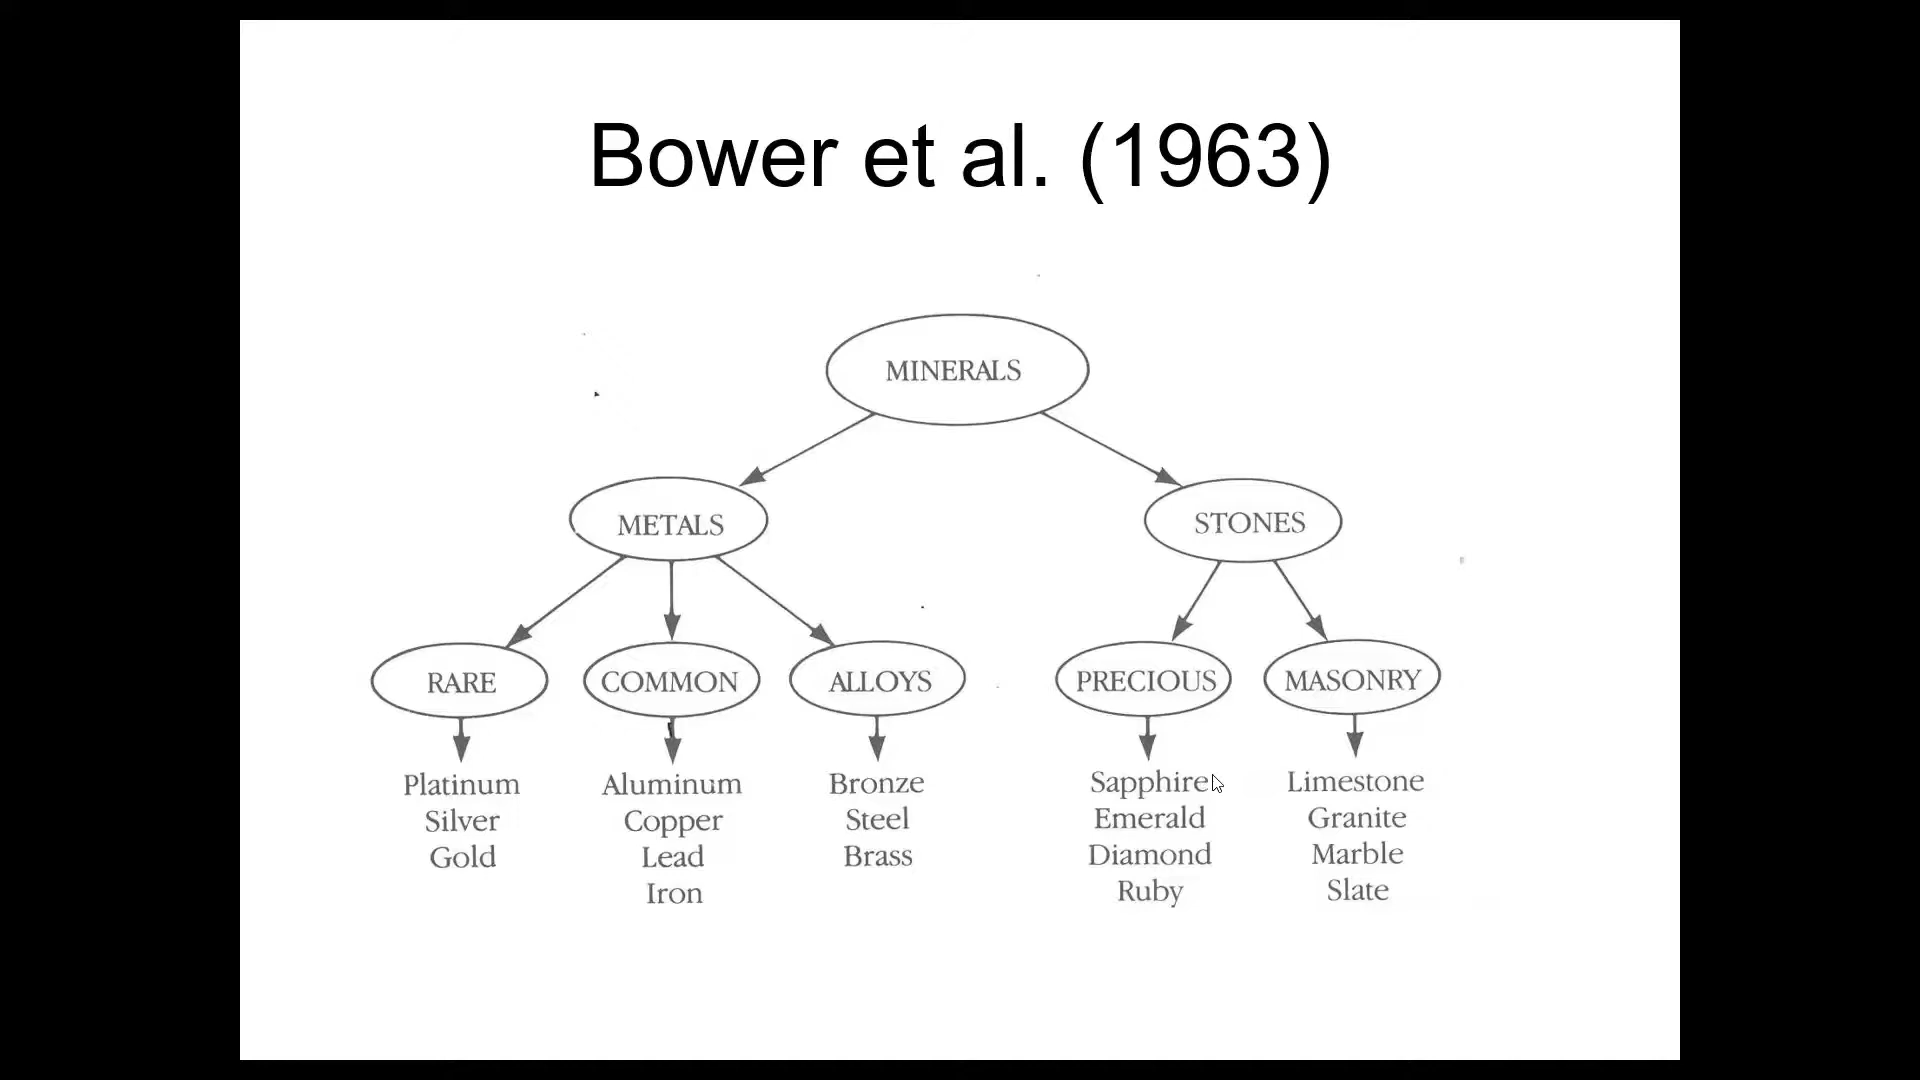 Bower et al. (1963)
MINERALS
METALS
STONES
RARE
COMMON
ALLOYS
PRECIOUS
MASONRY
Platinum
Silver
Gold
Aluminum
Copper
Lead
Iron
Bronze
Steel
Brass
Sapphire
Emerald
Diamond
Ruby
Limestone
Granite
Marble
Slate